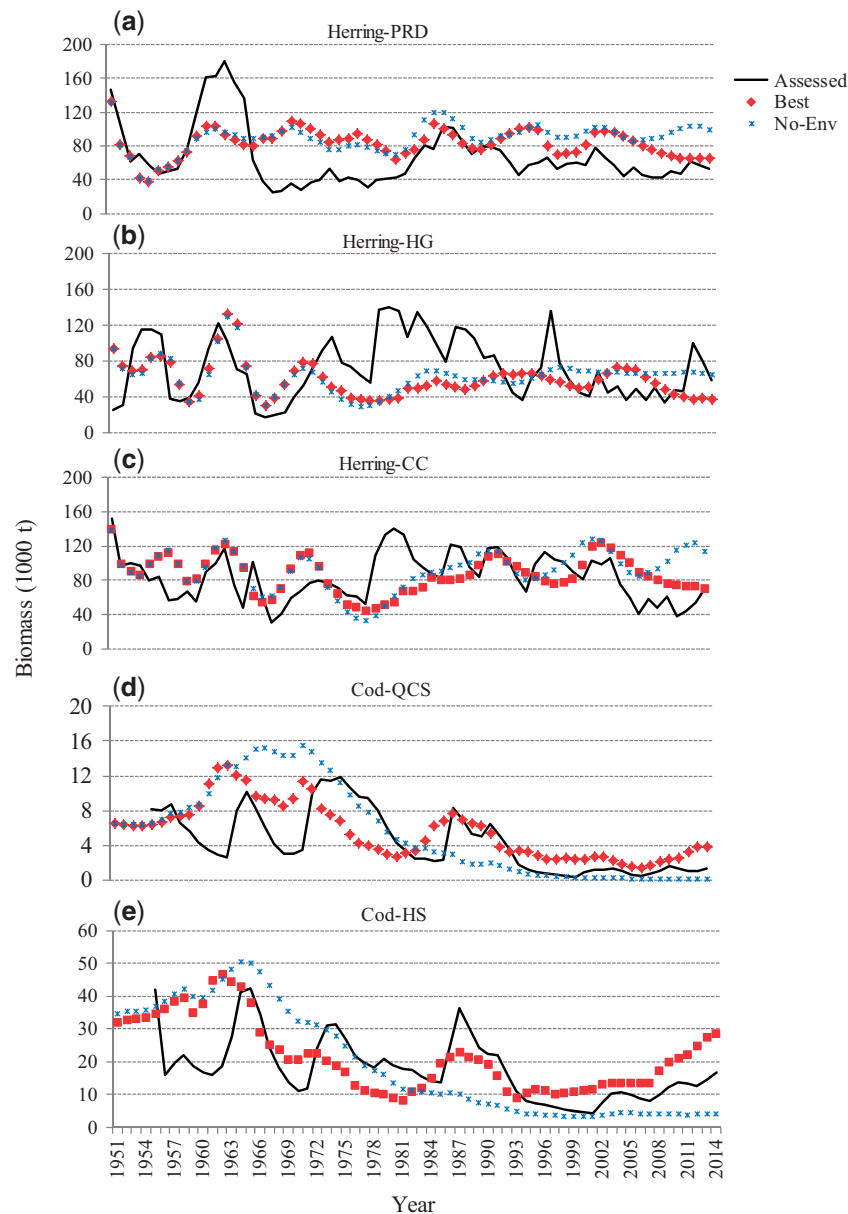 (a)
Herring-PRD
200
160
120
80
40
0
Assessed
Best
No-Env
(b)
Herring-HG
200
160
120
80
40
0
(c)
Herring-CC
200
160
120
80
40
0
Biomass (1000 t)
(d)
Cod-QCS
20
16
12
8
4
0
(e)
Cod-HS
60
50
40
30
20
10
0
1951 1954 1957 1960 1963 1966 1969 1972 1975 1978 1981 1984 1987 1990 1993 1996 1999 2002 2005 2008 2011 2014
Year